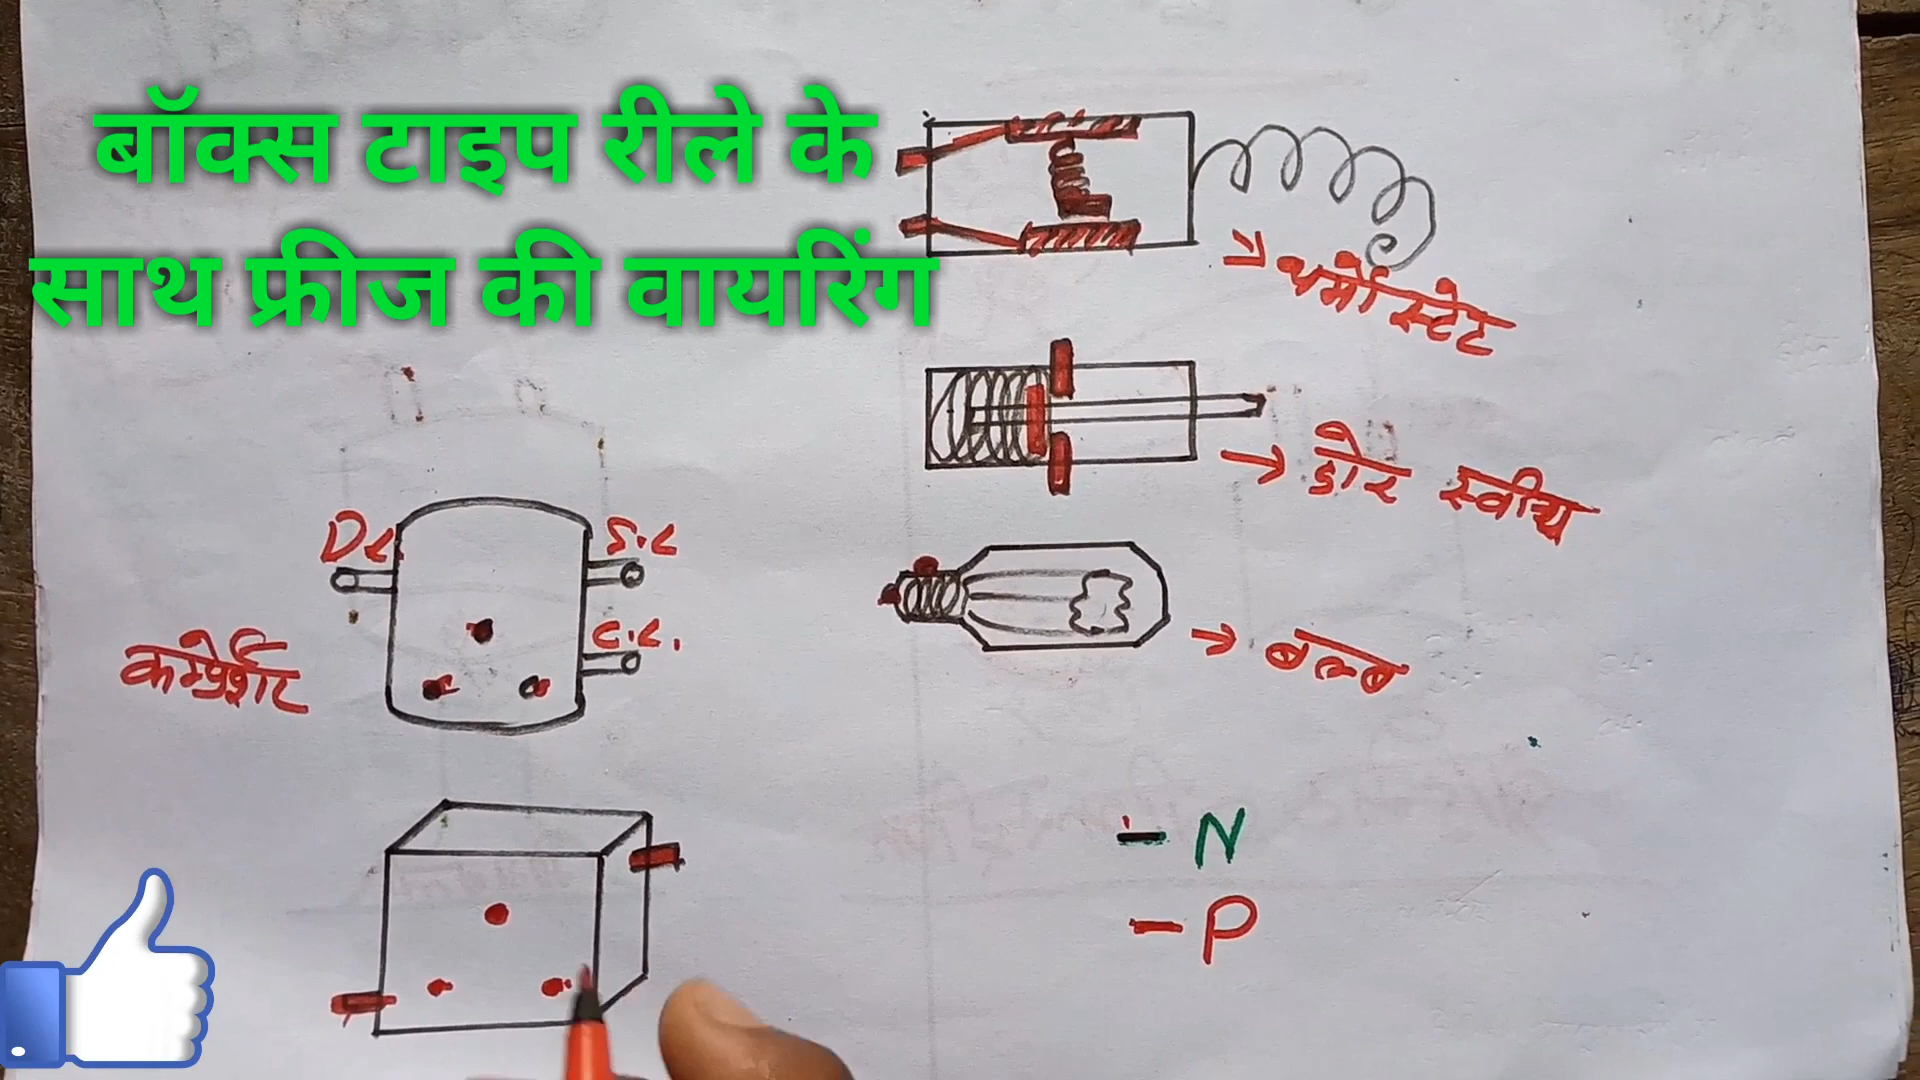 बॉक्स टाइप रीले के
साथ फ्रीज की वायरिंग
थर्मोस्टेट
डोर स्वीच
D.L.
S.L
C.L.
कम्प्रेशर
बल्ब
N
P